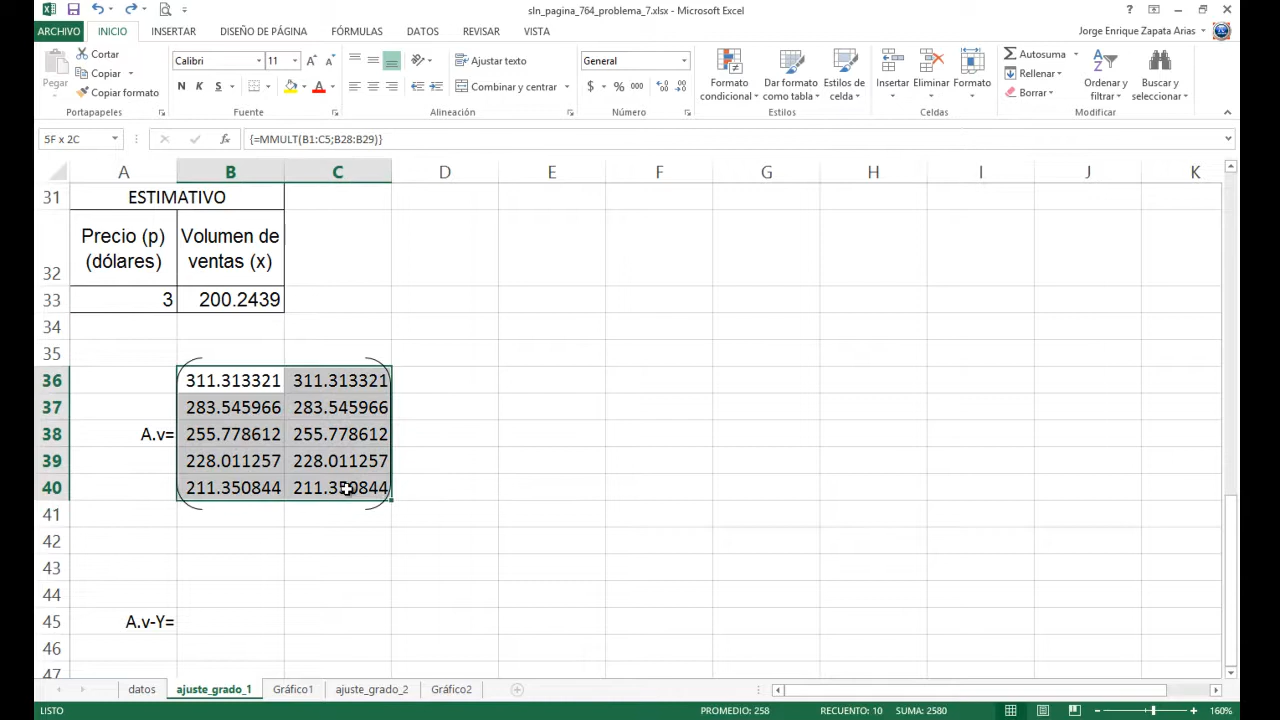 sln_pagina_764_problema_7.xlsx - Microsoft Excel
ARCHIVO INICIO INSERTAR DISEÑO DE PÁGINA FÓRMULAS DATOS REVISAR VISTA Jorge Enrique Zapata Arias
Pegar
Cortar
Copiar
Copiar formato
Portapapeles
Calibri 11
N K S
Fuente
Ajustar texto
Combinar y centrar
Alineación
General
$ % 000
Número
Formato condicional
Dar formato como tabla
Estilos de celda
Estilos
Insertar Eliminar Formato
Celdas
Autosuma
Rellenar
Borrar
Ordenar y filtrar
Buscar y seleccionar
Modificar
5F x 2C fx {=MMULT(B1:C5;B28:B29)}
A B C D E F G H I J K
31 ESTIMATIVO
32 Precio (p) (dólares) Volumen de ventas (x)
33 3 200.2439
34
35
36 311.313321 311.313321
37 283.545966 283.545966
38 A.v= 255.778612 255.778612
39 228.011257 228.011257
40 211.350844 211.350844
41
42
43
44
45 A.v-Y=
46
47
datos ajuste_grado_1 Gráfico1 ajuste_grado_2 Gráfico2
LISTO PROMEDIO: 258 RECUENTO: 10 SUMA: 2580 160%